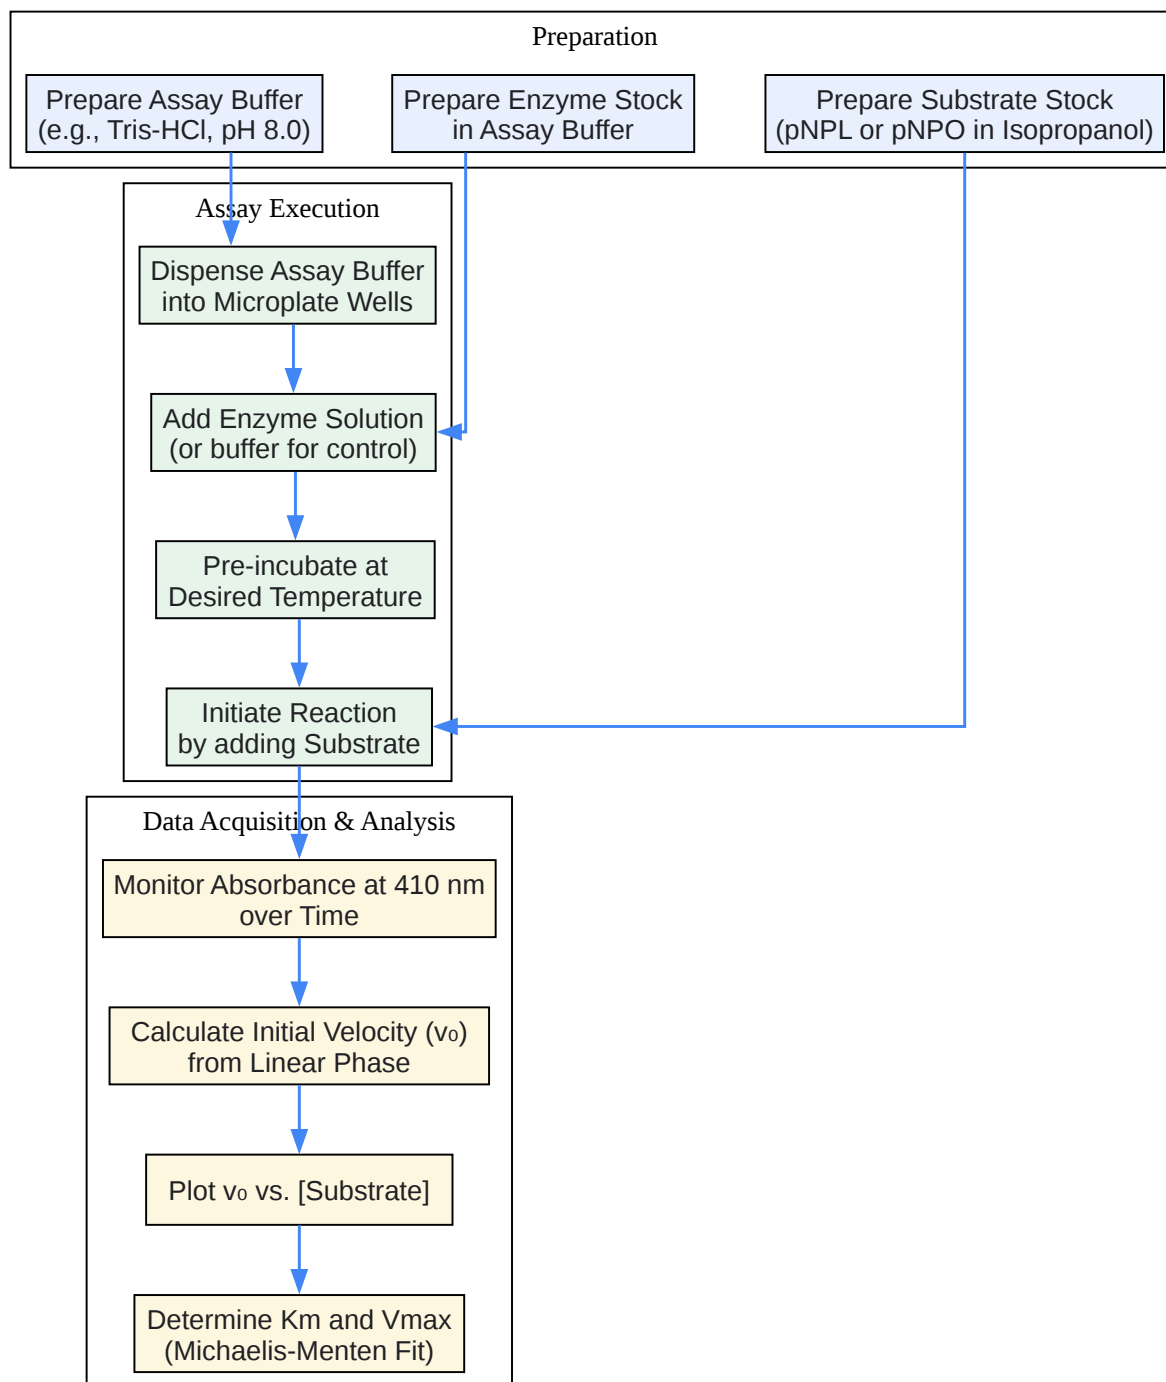 Preparation
Prepare Assay Buffer
(e.g., Tris-HCl, pH 8.0)
Prepare Enzyme Stock
in Assay Buffer
Prepare Substrate Stock
(pNPL or pNPO in Isopropanol)
Assay Execution
Dispense Assay Buffer
into Microplate Wells
Add Enzyme Solution
(or buffer for control)
Pre-incubate at
Desired Temperature
Initiate Reaction
by adding Substrate
Data Acquisition & Analysis
Monitor Absorbance at 410 nm
over Time
Calculate Initial Velocity (v₀)
from Linear Phase
Plot v₀ vs. [Substrate]
Determine Km and Vmax
(Michaelis-Menten Fit)